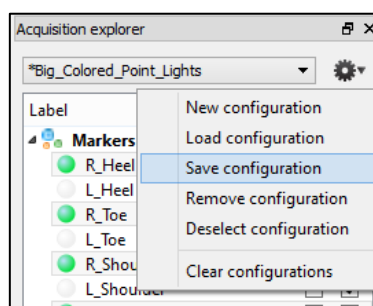 Acquisition explorer
*Big_Colored_Point_Lights
Label
New configuration
Load configuration
Save configuration
Remove configuration
Deselect configuration
Clear configurations
Markers
R_Heel
L_Heel
R_Toe
L_Toe
R_Shou
L_Shoulder